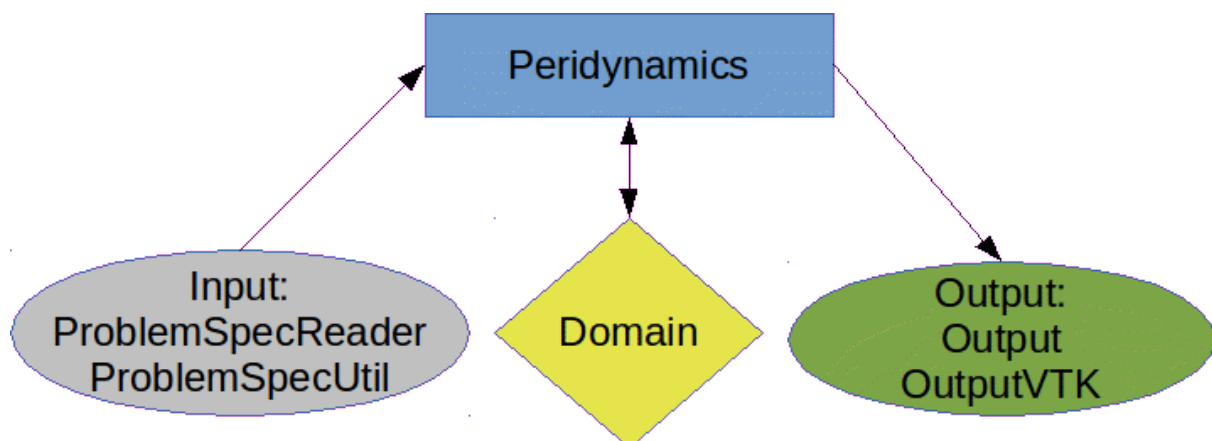 Peridynamics
Input:
ProblemSpecReader
ProblemSpecUtil
Domain
Output:
Output
OutputVTK